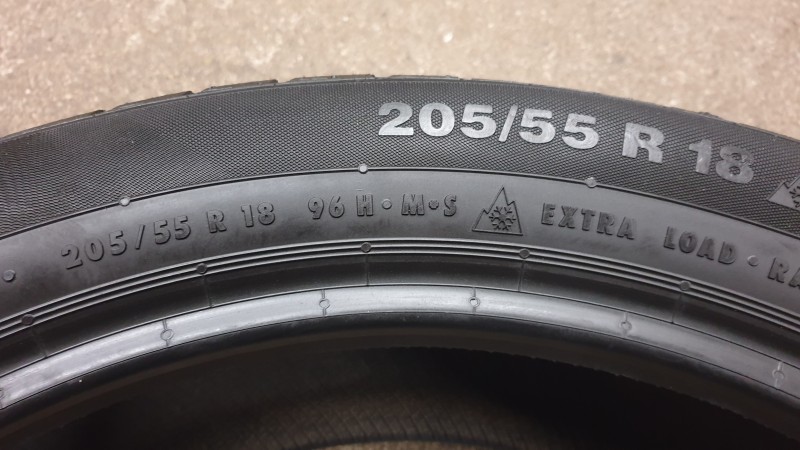 205/55 R 18
205/55 R 18 96 H • M•S EXTRA LOAD •